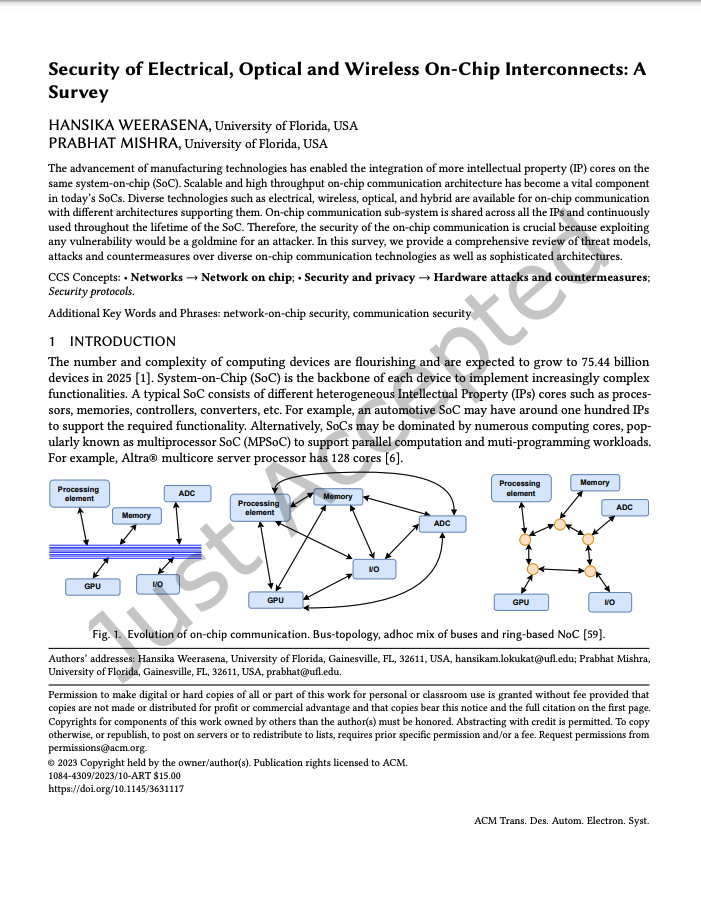 Security of Electrical, Optical and Wireless On-Chip Interconnects: A
Survey
HANSIKA WEERASENA, University of Florida, USA
PRABHAT MISHRA, University of Florida, USA
The advancement of manufacturing technologies has enabled the integration of more intellectual property (IP) cores on the
same system-on-chip (SoC). Scalable and high throughput on-chip communication architecture has become a vital component
in today's SoCs. Diverse technologies such as electrical, wireless, optical, and hybrid are available for on-chip communication
with different architectures supporting them. On-chip communication sub-system is shared across all the IPs and continuously
used throughout the lifetime of the SoC. Therefore, the security of the on-chip communication is crucial because exploiting
any vulnerability would be a goldmine for an attacker. In this survey, we provide a comprehensive review of threat models,
attacks and countermeasures over diverse on-chip communication technologies as well as sophisticated architectures.
CCS Concepts: • Networks → Network on chip; • Security and privacy → Hardware attacks and countermeasures;
Security protocols.
Additional Key Words and Phrases: network-on-chip security, communication security
1 INTRODUCTION
The number and complexity of computing devices are flourishing and are expected to grow to 75.44 billion
devices in 2025 [1]. System-on-Chip (SoC) is the backbone of each device to implement increasingly complex
functionalities. A typical SoC consists of different heterogeneous Intellectual Property (IPs) cores such as proces-
sors, memories, controllers, converters, etc. For example, an automotive SoC may have around one hundred IPs
to support the required functionality. Alternatively, SoCs may be dominated by numerous computing cores, pop-
ularly known as multiprocessor SoC (MPSoC) to support parallel computation and muti-programming workloads.
For example, Altra® multicore server processor has 128 cores [6].
Processing
element
Memory
ADC
GPU
I/O
Processing
element
Memory
ADC
I/O
GPU
Processing
element
Memory
ADC
GPU
I/O
Fig. 1. Evolution of on-chip communication. Bus-topology, adhoc mix of buses and ring-based NoC [59].
Authors' addresses: Hansika Weerasena, University of Florida, Gainesville, FL, 32611, USA, hansikam.lokukat@ufl.edu; Prabhat Mishra,
University of Florida, Gainesville, FL, 32611, USA, prabhat@ufl.edu.
Permission to make digital or hard copies of all or part of this work for personal or classroom use is granted without fee provided that
copies are not made or distributed for profit or commercial advantage and that copies bear this notice and the full citation on the first page.
Copyrights for components of this work owned by others than the author(s) must be honored. Abstracting with credit is permitted. To copy
otherwise, or republish, to post on servers or to redistribute to lists, requires prior specific permission and/or a fee. Request permissions from
permissions@acm.org.
© 2023 Copyright held by the owner/author(s). Publication rights licensed to ACM.
1084-4309/2023/10-ART $15.00
https://doi.org/10.1145/3631117
ACM Trans. Des. Autom. Electron. Syst.
Just Accepted